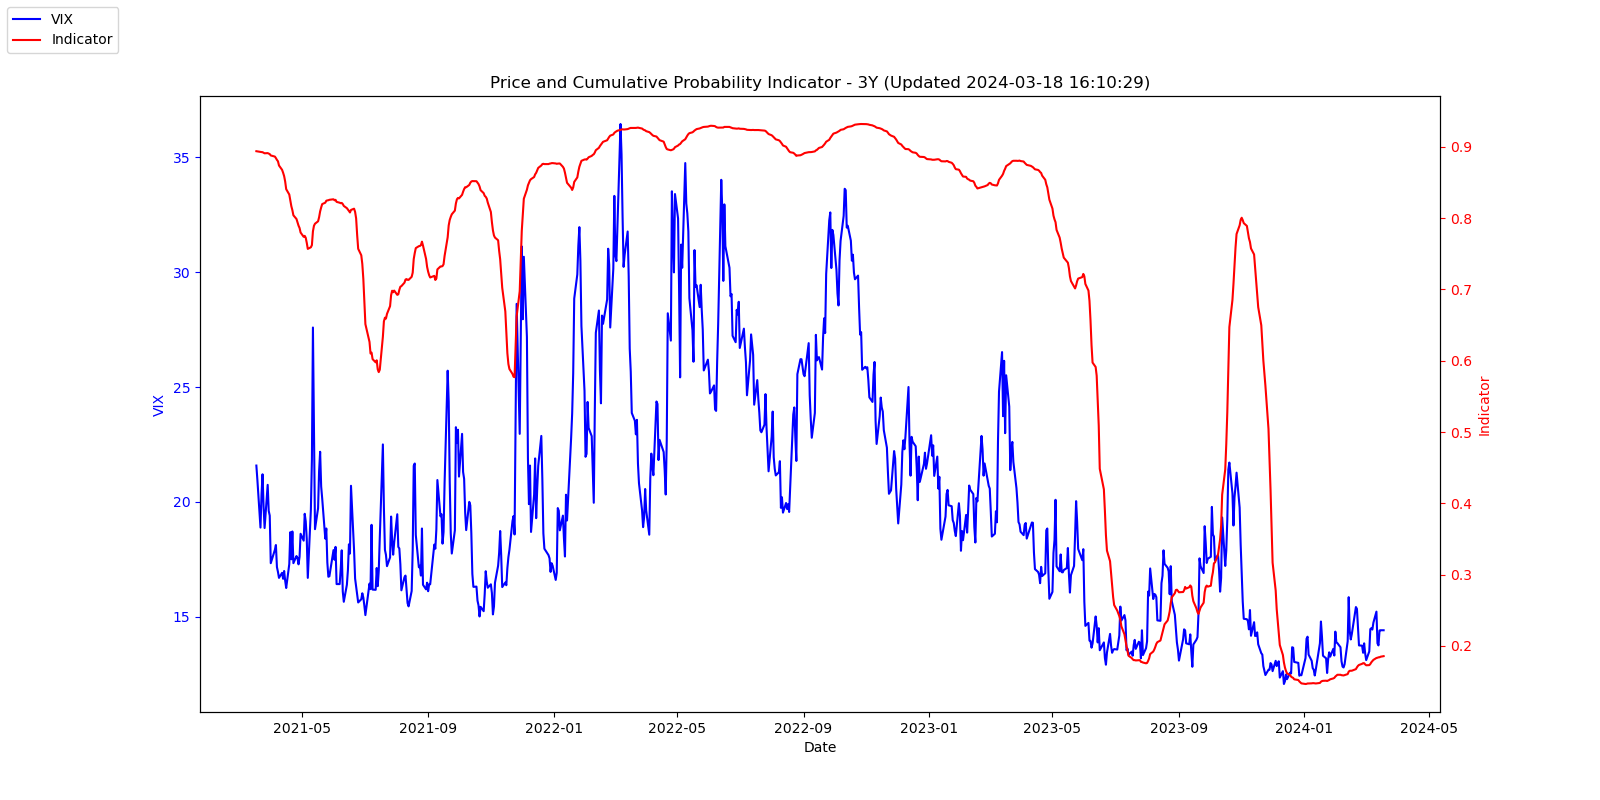 VIX
Indicator
Price and Cumulative Probability Indicator - 3Y (Updated 2024-03-18 16:10:29)
35
30
25
20
15
VIX
0.9
0.8
0.7
0.6
0.5
0.4
0.3
0.2
Indicator
2021-05 2021-09 2022-01 2022-05 2022-09 2023-01 2023-05 2023-09 2024-01 2024-05
Date